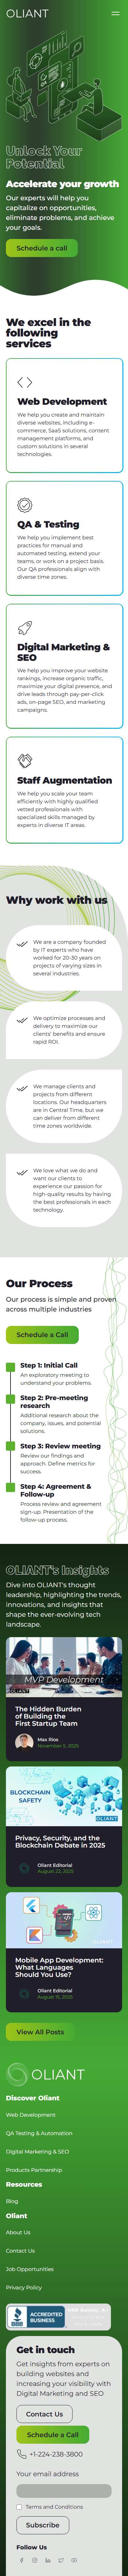 OLIANT
Unlock Your
Potential
Accelerate your growth
Our experts will help you
capitalize on opportunities,
eliminate problems, and achieve
your goals.
Schedule a call
We excel in the
following
services
Web Development
We help you create and maintain
diverse websites, including e-
commerce, SaaS solutions, content
management platforms, and
custom solutions in several
technologies.
QA & Testing
We help you implement best
practices for manual and
automated testing, extend your
teams, or work on a project basis.
Our QA professionals align with
diverse time zones.
Digital Marketing &
SEO
We help you improve your website
rankings, increase organic traffic,
maximize your digital presence, and
drive leads through pay-per-click
ads, on-page SEO, and marketing
campaigns.
Staff Augmentation
We help you scale your team
efficiently with highly qualified
vetted professionals with
specialized skills managed by
experts in diverse IT areas.
Why work with us
We are a company founded
by IT experts who have
worked for 20-30 years on
projects of varying sizes in
several industries.
We optimize processes and
delivery to maximize our
clients' benefits and ensure
rapid ROI.
We manage clients and
projects from different
locations. Our headquarters
are in Central Time, but we
can deliver from different
time zones worldwide.
We love what we do and
want our clients to
experience our passion for
high-quality results by having
the best professionals in each
technology.
Our Process
Our process is simple and proven
across multiple industries
Schedule a Call
Step 1: Initial Call
An exploratory meeting to
understand your problems.
Step 2: Pre-meeting
research
Additional research about the
company, issues, and potential
solutions.
Step 3: Review meeting
Review our findings and
approach. Define metrics for
success.
Step 4: Agreement &
Follow-up
Process review and agreement
sign-up. Presentation of the
follow-up process.
OLIANT's Insights
Dive into OLIANT's thought
leadership, highlighting the trends,
innovations, and insights that
shape the ever-evolving tech
landscape.
MVP Development
The Hidden Burden
of Building the
First Startup Team
Max Rios
November 5, 2025
BLOCKCHAIN
SAFETY
OLIANT
Privacy, Security, and the
Blockchain Debate in 2025
Oliant Editorial
August 22, 2025
OLIANT
Mobile App Development:
What Languages
Should You Use?
Oliant Editorial
August 15, 2025
View All Posts
OLIANT
Discover Oliant
Web Development
QA Testing & Automation
Digital Marketing & SEO
Products Partnership
Resources
Blog
Oliant
About Us
Contact Us
Job Opportunities
Privacy Policy
BBB
ACCREDITED
BUSINESS
Get in touch
Get insights from experts on
building websites and
increasing your visibility with
Digital Marketing and SEO
Contact Us
Schedule a Call
+1-224-238-3800
Your email address
Terms and Conditions
Subscribe
Follow Us